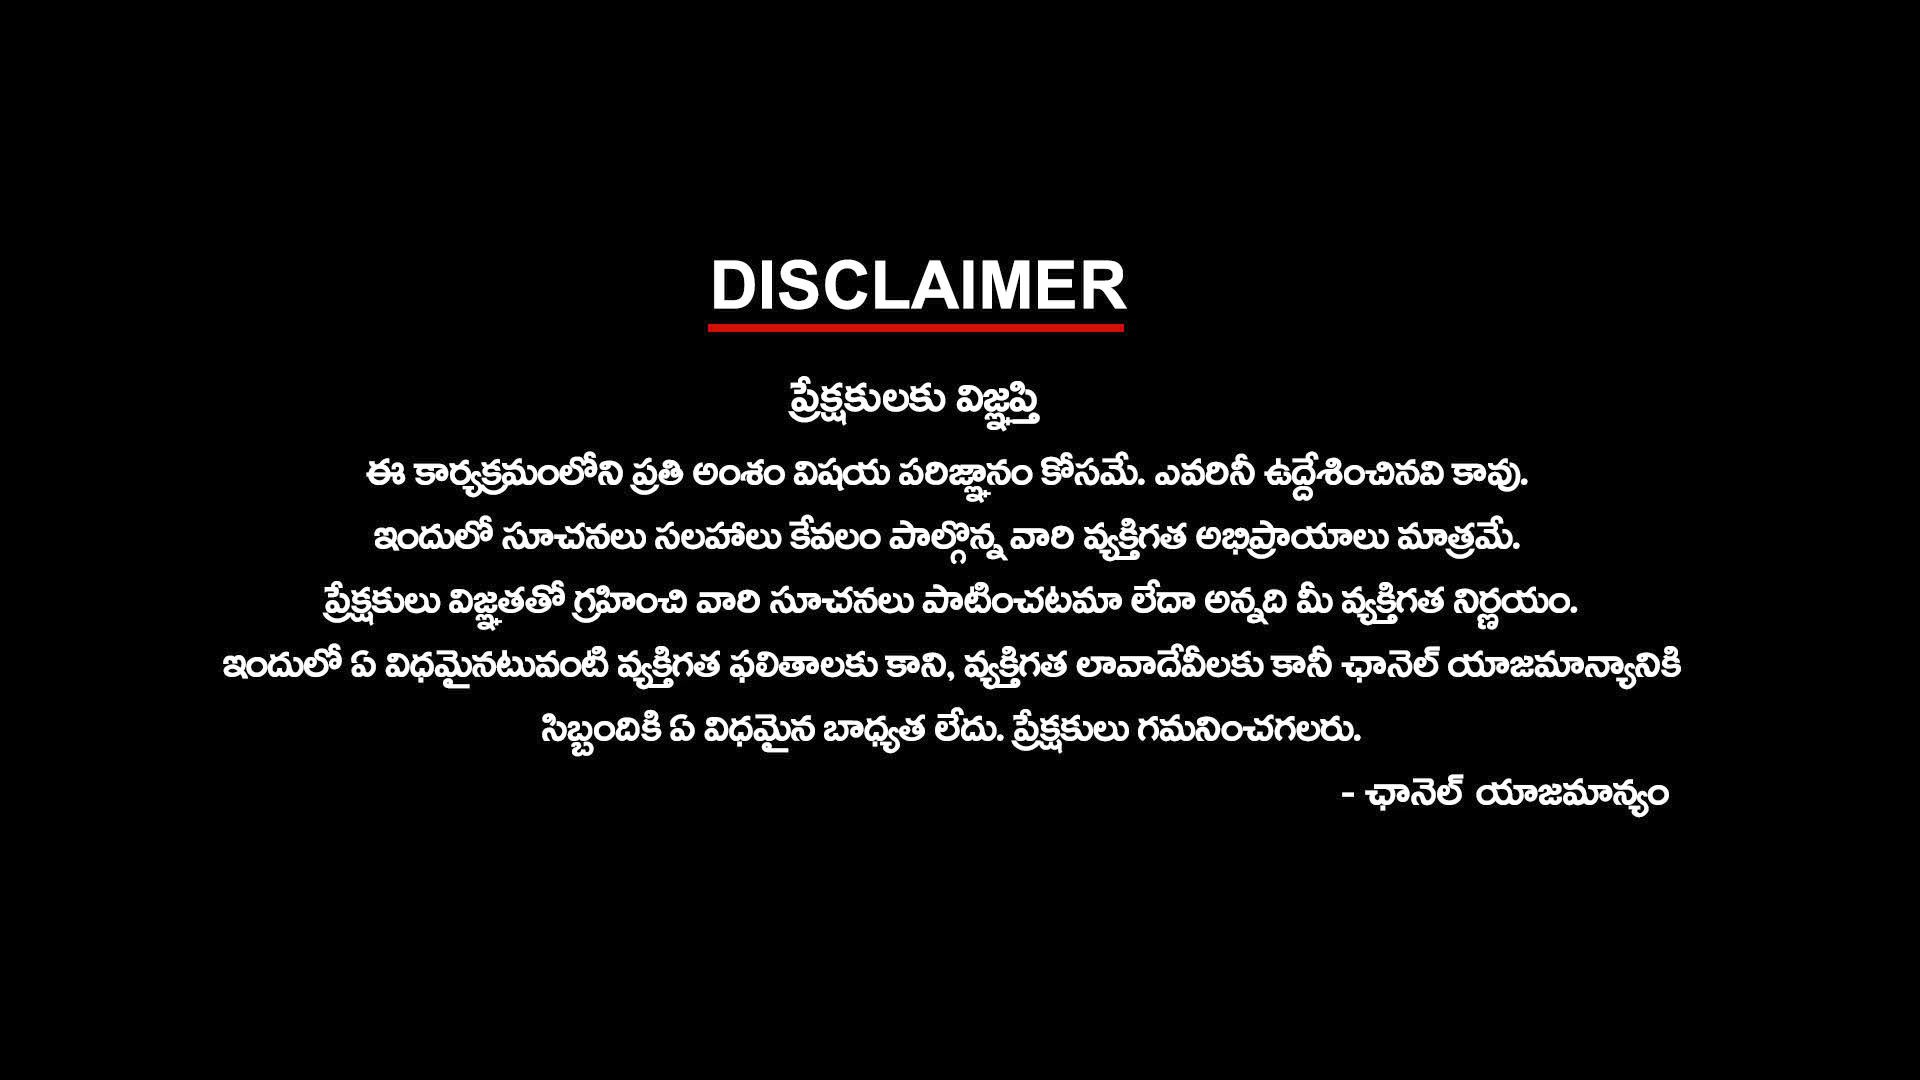 DISCLAIMER
ప్రేక్షకులకు విజ్ఞప్తి
ఈ కార్యక్రమంలోని ప్రతి అంశం విషయ పరిజ్ఞానం కోసమే. ఎవరినీ ఉద్దేశించినవి కావు.
ఇందులో సూచనలు సలహాలు కేవలం పాల్గొన్న వారి వ్యక్తిగత అభిప్రాయాలు మాత్రమే.
ప్రేక్షకులు విజ్ఞతతో గ్రహించి వారి సూచనలు పాటించటమా లేదా అన్నది మీ వ్యక్తిగత నిర్ణయం.
ఇందులో ఏ విధమైనటువంటి వ్యక్తిగత ఫలితాలకు కాని, వ్యక్తిగత లావాదేవీలకు కానీ ఛానెల్ యాజమాన్యానికి
సిబ్బందికి ఏ విధమైన బాధ్యత లేదు. ప్రేక్షకులు గమనించగలరు.
- ఛానెల్ యాజమాన్యం